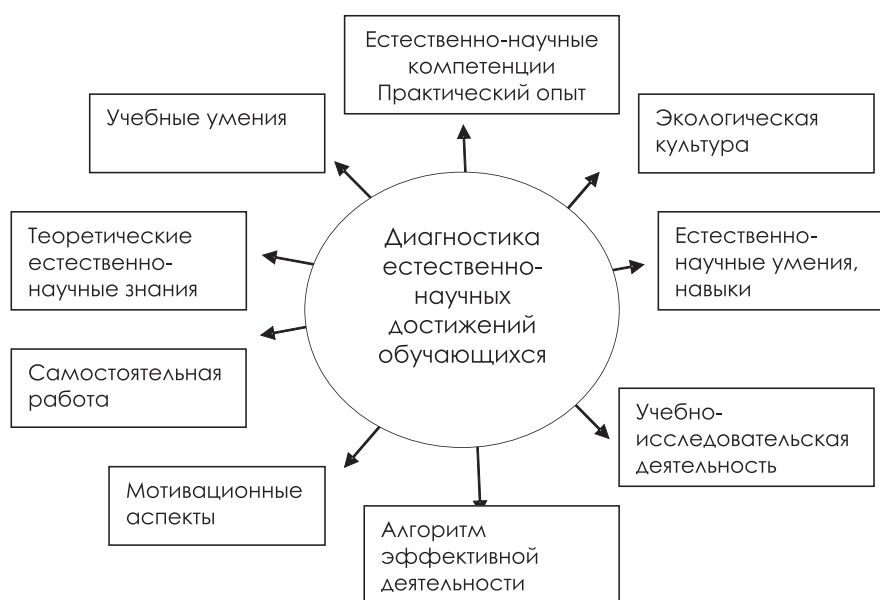 Естественно-научные
компетенции
Практический опыт
Учебные умения
Экологическая
культура
Теоретические
естественно-
научные знания
Диагностика
естественно-
научных
достижений
обучающихся
Естественно-
научные умения,
навыки
Самостоятельная
работа
Учебно-
исследовательская
деятельность
Мотивационные
аспекты
Алгоритм
эффективной
деятельности